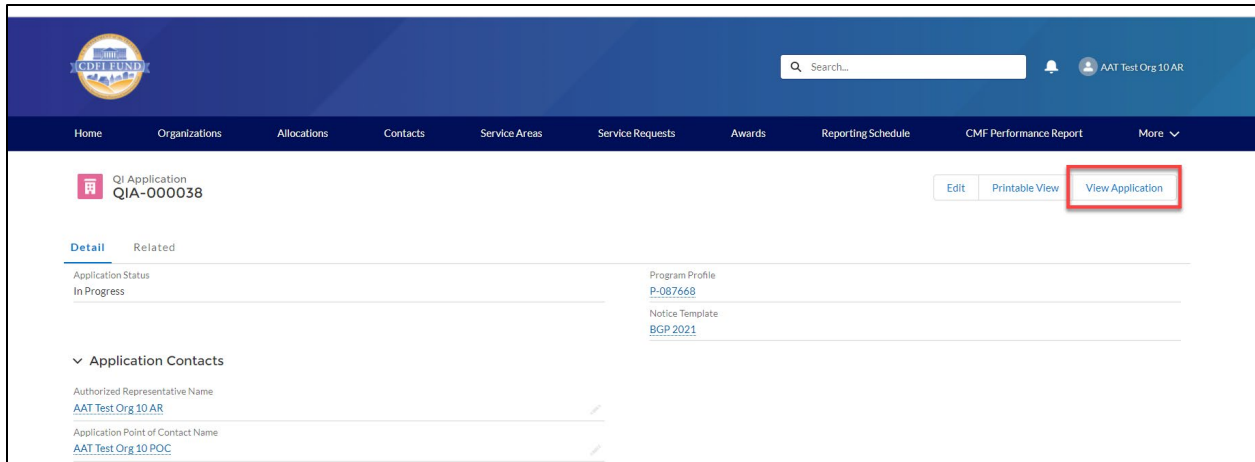 CDFI FUND
Search...
AAT Test Org 10 AR
Home Organizations Allocations Contacts Service Areas Service Requests Awards Reporting Schedule CMF Performance Report More
QI Application
QIA-000038
Edit Printable View View Application
Detail Related
Application Status
In Progress
Program Profile
P-087668
Notice Template
BGP 2021
Application Contacts
Authorized Representative Name
AAT Test Org 10 AR
Application Point of Contact Name
AAT Test Org 10 POC